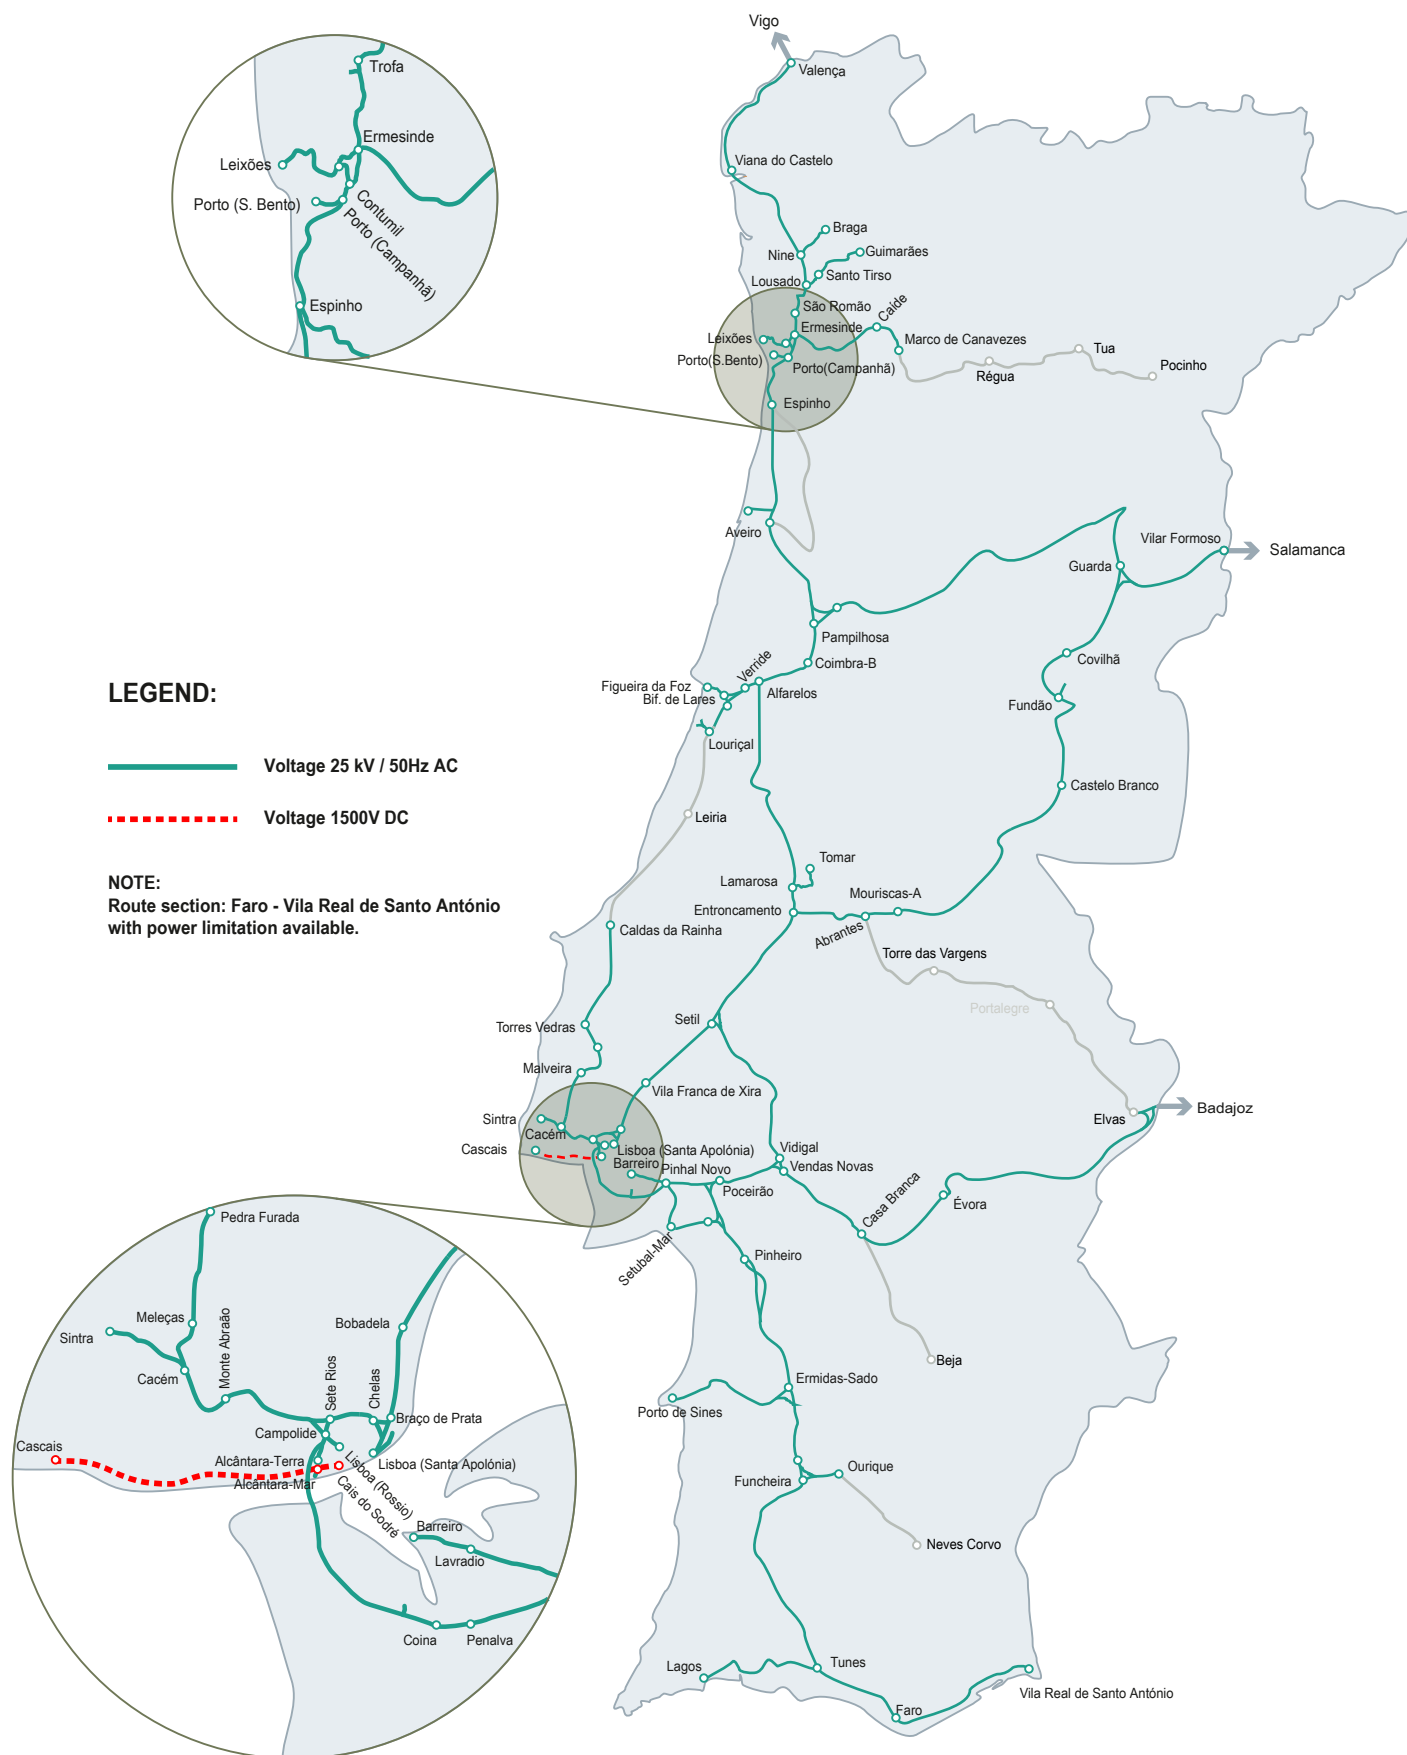 Vigo
Valença
Trofa
Ermesinde
Leixões
Porto (S. Bento)
Contumil
Porto (Campanhã)
Espinho
Viana do Castelo
Braga
Nine
Guimarães
Santo Tirso
Lousado
São Romão
Caíde
Ermesinde
Leixões
Marco de Canavezes
Porto(S.Bento)
Porto(Campanhã)
Tua
Régua
Pocinho
Espinho
Aveiro
Vilar Formoso
Salamanca
Guarda
Pampilhosa
Coimbra-B
Covilhã
Verride
Figueira da Foz
Bif. de Lares
Alfarelos
Fundão
Louriçal
Castelo Branco
Leiria
LEGEND:
Voltage 25 kV / 50Hz AC
Voltage 1500V DC
NOTE:
Route section: Faro - Vila Real de Santo António
with power limitation available.
Tomar
Lamarosa
Mouriscas-A
Entroncamento
Abrantes
Caldas da Rainha
Torre das Vargens
Portalegre
Torres Vedras
Setil
Malveira
Vila Franca de Xira
Elvas
Badajoz
Sintra
Cacém
Cascais
Lisboa (Santa Apolónia)
Barreiro
Pinhal Novo
Vidigal
Vendas Novas
Poceirão
Casa Branca
Évora
Setubal-Mar
Pinheiro
Beja
Ermidas-Sado
Porto de Sines
Ourique
Funcheira
Neves Corvo
Lagos
Tunes
Faro
Vila Real de Santo António
Pedra Furada
Meleças
Sintra
Cacém
Monte Abraão
Bobadela
Sete Rios
Chelas
Braço de Prata
Campolide
Cascais
Alcântara-Terra
Alcântara-Mar
Lisboa (Rossio)
Lisboa (Santa Apolónia)
Cais do Sodré
Barreiro
Lavradio
Coina
Penalva